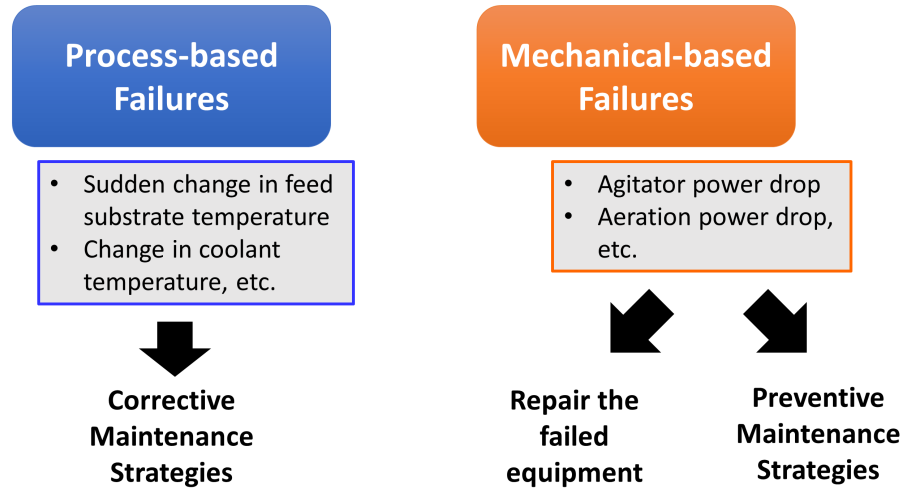 Process-based
Failures
• Sudden change in feed
substrate temperature
• Change in coolant
temperature, etc.
Corrective
Maintenance
Strategies
Mechanical-based
Failures
• Agitator power drop
• Aeration power drop,
etc.
Repair the
failed
equipment
Preventive
Maintenance
Strategies